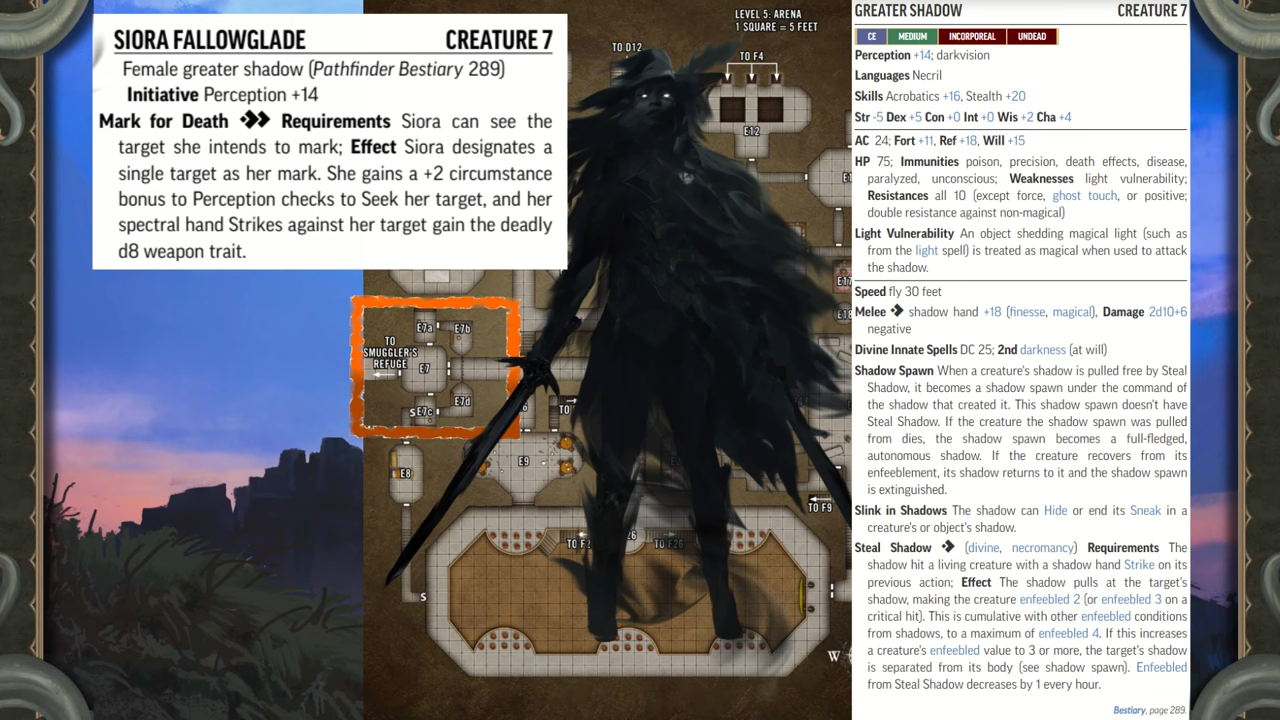 SIORA FALLOWGLADE CREATURE 7
Female greater shadow (Pathfinder Bestiary 289)
Initiative Perception +14
Mark for Death Requirements Siora can see the
target she intends to mark; Effect Siora designates a
single target as her mark. She gains a +2 circumstance
bonus to Perception checks to Seek her target, and her
spectral hand Strikes against her target gain the deadly
d8 weapon trait.
LEVEL 5: ARENA
1 SQUARE = 5 FEET
TO D12
TO F4
E12
E17
E18
E7a
E7b
TO
SMUGGLER'S
REFUGE
E7
E7d
S E7c
TO
E8
E9
TO F9
TO F26
S
W
GREATER SHADOW CREATURE 7
CE MEDIUM INCORPOREAL UNDEAD
Perception +14; darkvision
Languages Necril
Skills Acrobatics +16, Stealth +20
Str -5 Dex +5 Con +0 Int +0 Wis +2 Cha +4
AC 24; Fort +11, Ref +18, Will +15
HP 75; Immunities poison, precision, death effects, disease,
paralyzed, unconscious; Weaknesses light vulnerability;
Resistances all 10 (except force, ghost touch, or positive;
double resistance against non-magical)
Light Vulnerability An object shedding magical light (such as
from the light spell) is treated as magical when used to attack
the shadow.
Speed fly 30 feet
Melee shadow hand +18 (finesse, magical), Damage 2d10+6
negative
Divine Innate Spells DC 25; 2nd darkness (at will)
Shadow Spawn When a creature's shadow is pulled free by Steal
Shadow, it becomes a shadow spawn under the command of
the shadow that created it. This shadow spawn doesn't have
Steal Shadow. If the creature the shadow spawn was pulled
from dies, the shadow spawn becomes a full-fledged,
autonomous shadow. If the creature recovers from its
enfeeblement, its shadow returns to it and the shadow spawn
is extinguished.
Slink in Shadows The shadow can Hide or end its Sneak in a
creature's or object's shadow.
Steal Shadow (divine, necromancy) Requirements The
shadow hit a living creature with a shadow hand Strike on its
previous action; Effect The shadow pulls at the target's
shadow, making the creature enfeebled 2 (or enfeebled 3 on a
critical hit). This is cumulative with other enfeebled conditions
from shadows, to a maximum of enfeebled 4. If this increases
a creature's enfeebled value to 3 or more, the target's shadow
is separated from its body (see shadow spawn). Enfeebled
from Steal Shadow decreases by 1 every hour.
Bestiary, page 289.